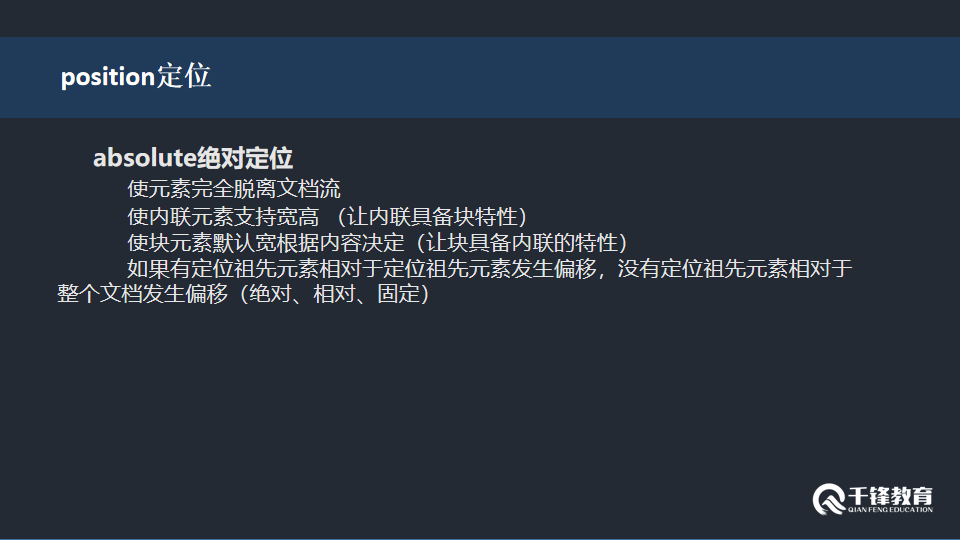 position定位
absolute绝对定位
使元素完全脱离文档流
使内联元素支持宽高 （让内联具备块特性）
使块元素默认宽根据内容决定（让块具备内联的特性）
如果有定位祖先元素相对于定位祖先元素发生偏移，没有定位祖先元素相对于
整个文档发生偏移（绝对、相对、固定）
千锋教育
QIAN FENG EDUCATION